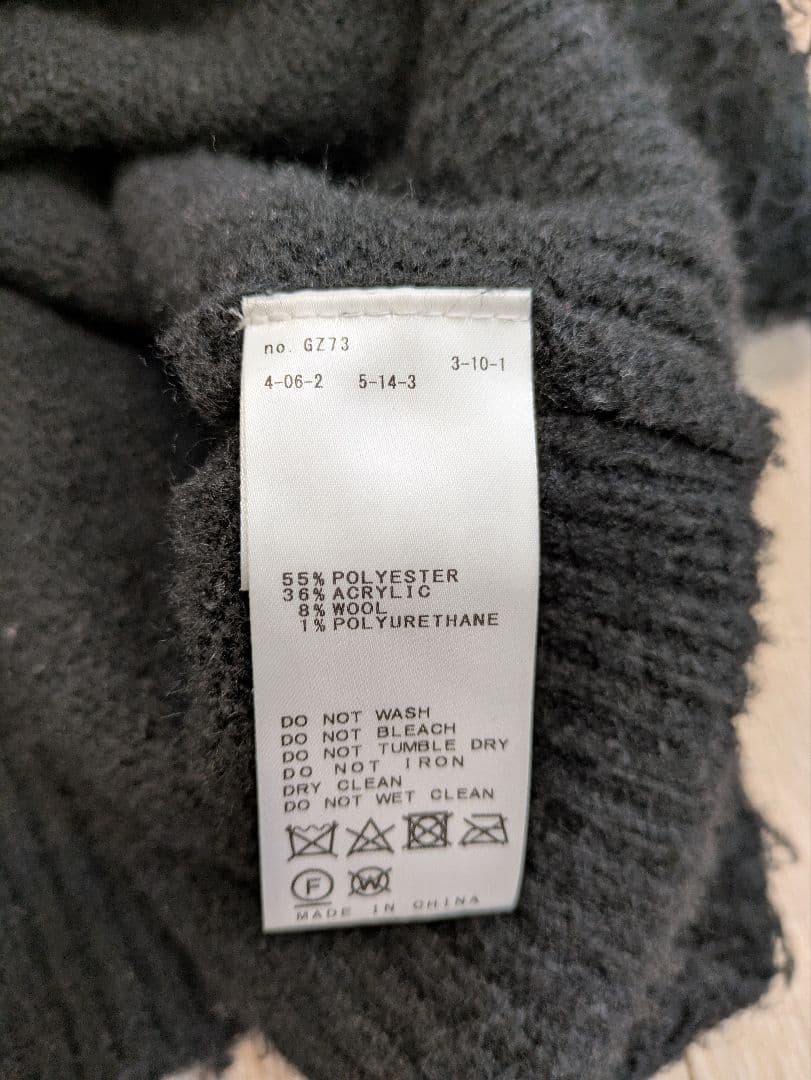 no. GZ73
3-10-1
4-06-2 5-14-3
55% POLYESTER
36% ACRYLIC
8% WOOL
1% POLYURETHANE
DO NOT WASH
DO NOT BLEACH
DO NOT TUMBLE DRY
DO NOT IRON
DRY CLEAN
DO NOT WET CLEAN
F W
MADE IN CHINA